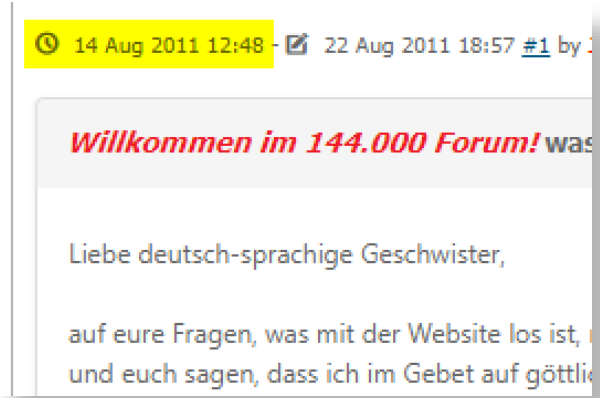 14 Aug 2011 12:48 - 22 Aug 2011 18:57 #1 by
Willkommen im 144.000 Forum! was
Liebe deutsch-sprachige Geschwister,
auf eure Fragen, was mit der Website los ist,
und euch sagen, dass ich im Gebet auf